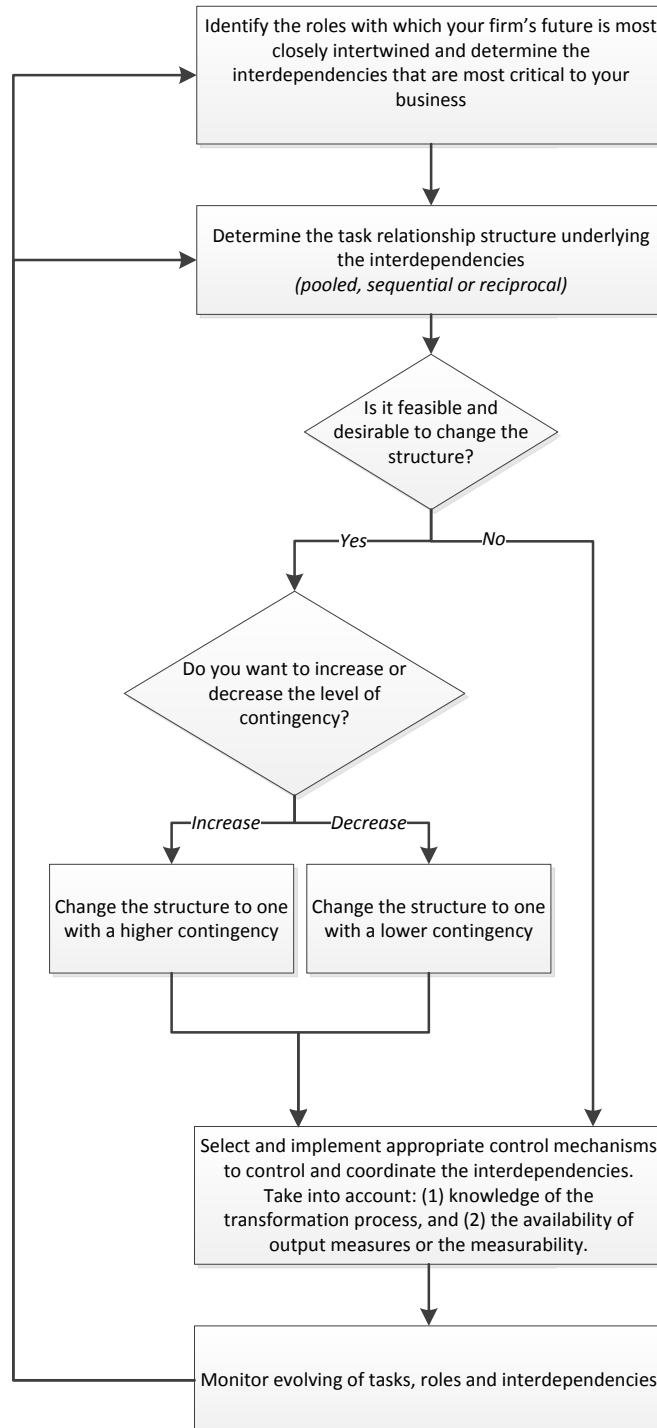 Identify the roles with which your firm’s future is most
closely intertwined and determine the
interdependencies that are most critical to your
business
Determine the task relationship structure underlying
the interdependencies
(pooled, sequential or reciprocal)
Is it feasible and
desirable to change the
structure?
Yes
No
Do you want to increase or
decrease the level of
contingency?
Increase
Decrease
Change the structure to one
with a higher contingency
Change the structure to one
with a lower contingency
Select and implement appropriate control mechanisms
to control and coordinate the interdependencies.
Take into account: (1) knowledge of the
transformation process, and (2) the availability of
output measures or the measurability.
Monitor evolving of tasks, roles and interdependencies